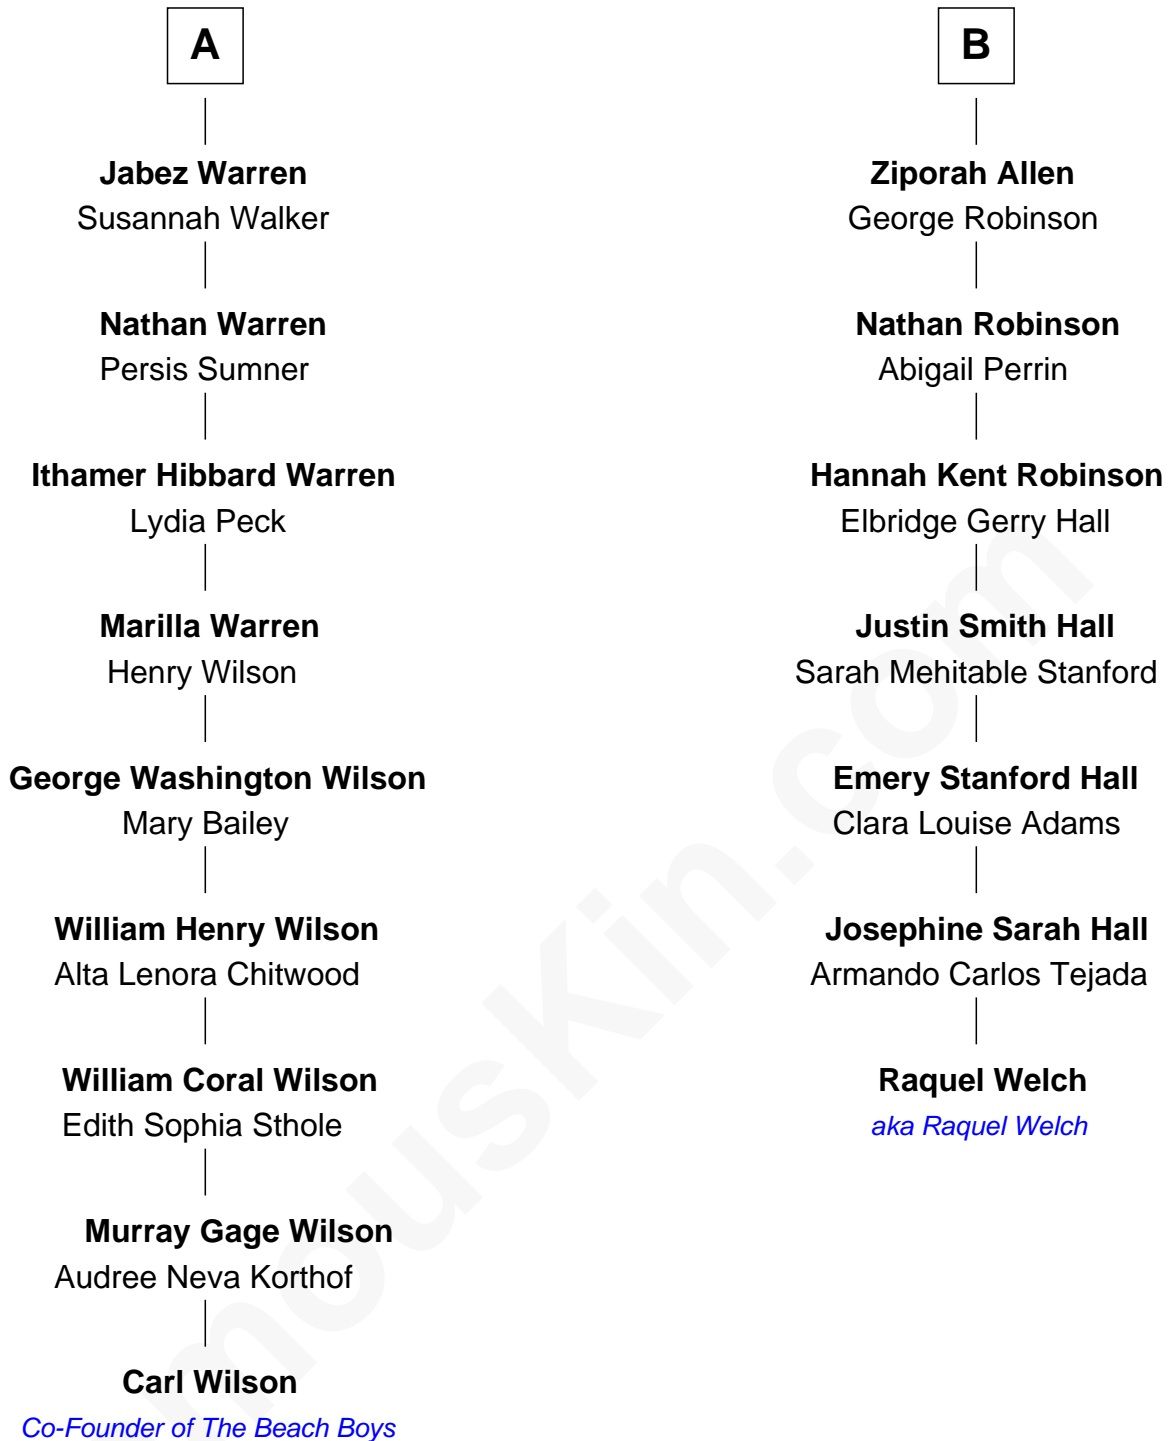 A
Jabez Warren
Susannah Walker
Nathan Warren
Persis Sumner
Ithamer Hibbard Warren
Lydia Peck
Marilla Warren
Henry Wilson
George Washington Wilson
Mary Bailey
William Henry Wilson
Alta Lenora Chitwood
William Coral Wilson
Edith Sophia Sthole
Murray Gage Wilson
Audree Neva Korthof
Carl Wilson
Co-Founder of The Beach Boys
B
Ziporah Allen
George Robinson
Nathan Robinson
Abigail Perrin
Hannah Kent Robinson
Elbridge Gerry Hall
Justin Smith Hall
Sarah Mehitable Stanford
Emery Stanford Hall
Clara Louise Adams
Josephine Sarah Hall
Armando Carlos Tejada
Raquel Welch
aka Raquel Welch
mousKin.com